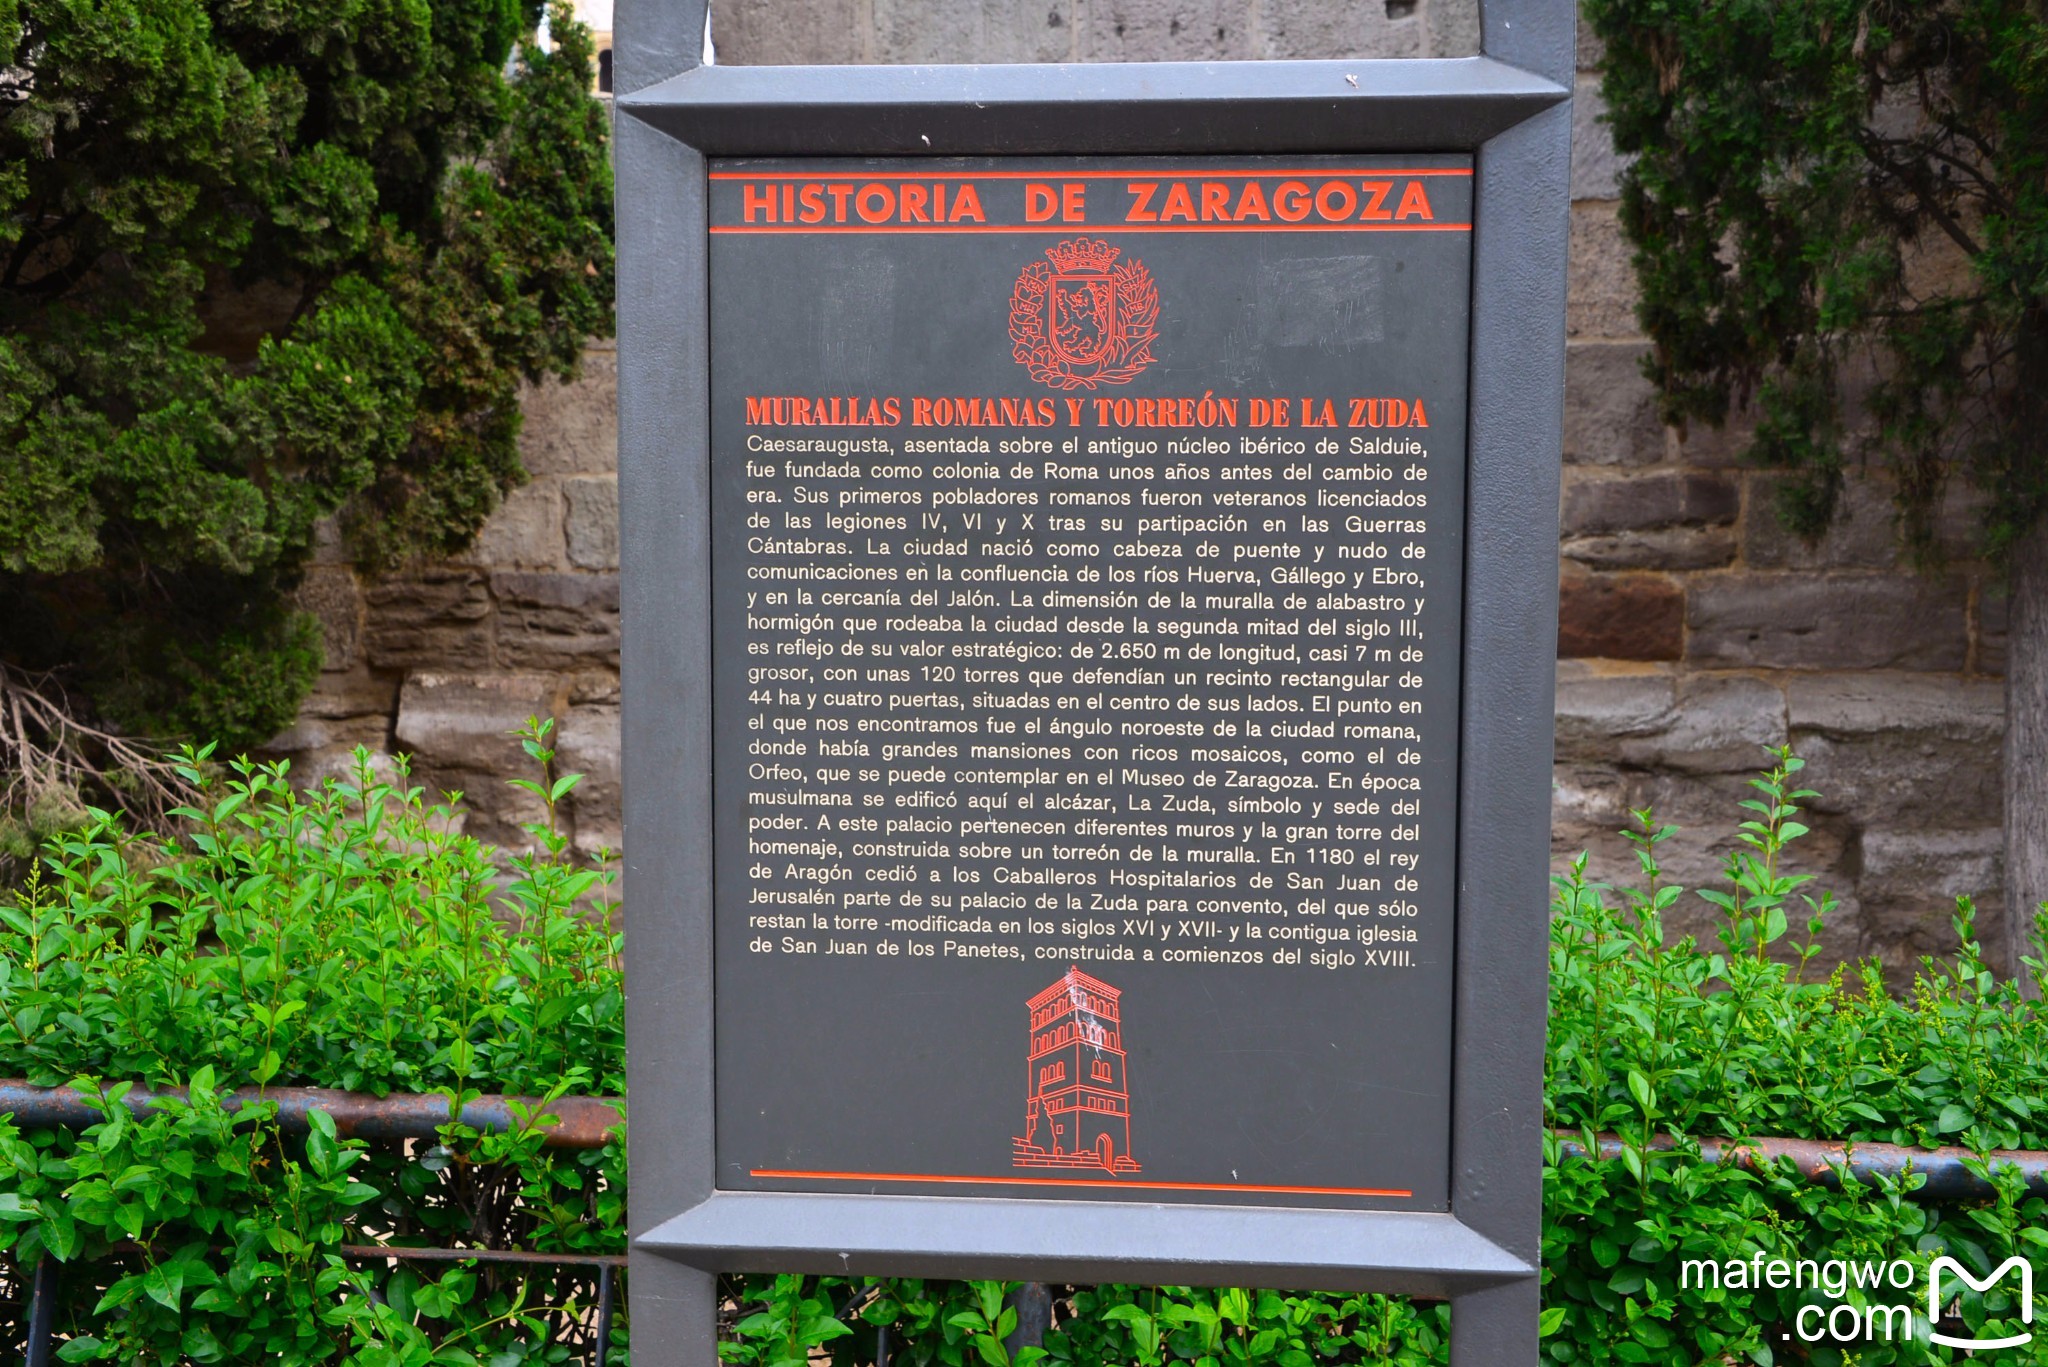 HISTORIA DE ZARAGOZA
MURALLAS ROMANAS Y TORREÓN DE LA ZUDA
Caesaraugusta, asentada sobre el antiguo núcleo ibérico de Salduie,
fue fundada como colonia de Roma unos años antes del cambio de
era. Sus primeros pobladores romanos fueron veteranos licenciados
de las legiones IV, VI y X tras su partipación en las Guerras
Cántabras. La ciudad nació como cabeza de puente y nudo de
comunicaciones en la confluencia de los ríos Huerva, Gállego y Ebro,
y en la cercanía del Jalón. La dimensión de la muralla de alabastro y
hormigón que rodeaba la ciudad desde la segunda mitad del siglo III,
es reflejo de su valor estratégico: de 2.650 m de longitud, casi 7 m de
grosor, con unas 120 torres que defendían un recinto rectangular de
44 ha y cuatro puertas, situadas en el centro de sus lados. El punto en
el que nos encontramos fue el ángulo noroeste de la ciudad romana,
donde había grandes mansiones con ricos mosaicos, como el de
Orfeo, que se puede contemplar en el Museo de Zaragoza. En época
musulmana se edificó aquí el alcázar, La Zuda, símbolo y sede del
poder. A este palacio pertenecen diferentes muros y la gran torre del
homenaje, construida sobre un torreón de la muralla. En 1180 el rey
de Aragón cedió a los Caballeros Hospitalarios de San Juan de
Jerusalén parte de su palacio de la Zuda para convento, del que sólo
restan la torre -modificada en los siglos XVI y XVII- y la contigua iglesia
de San Juan de los Panetes, construida a comienzos del siglo XVIII.
mafengwo
.com